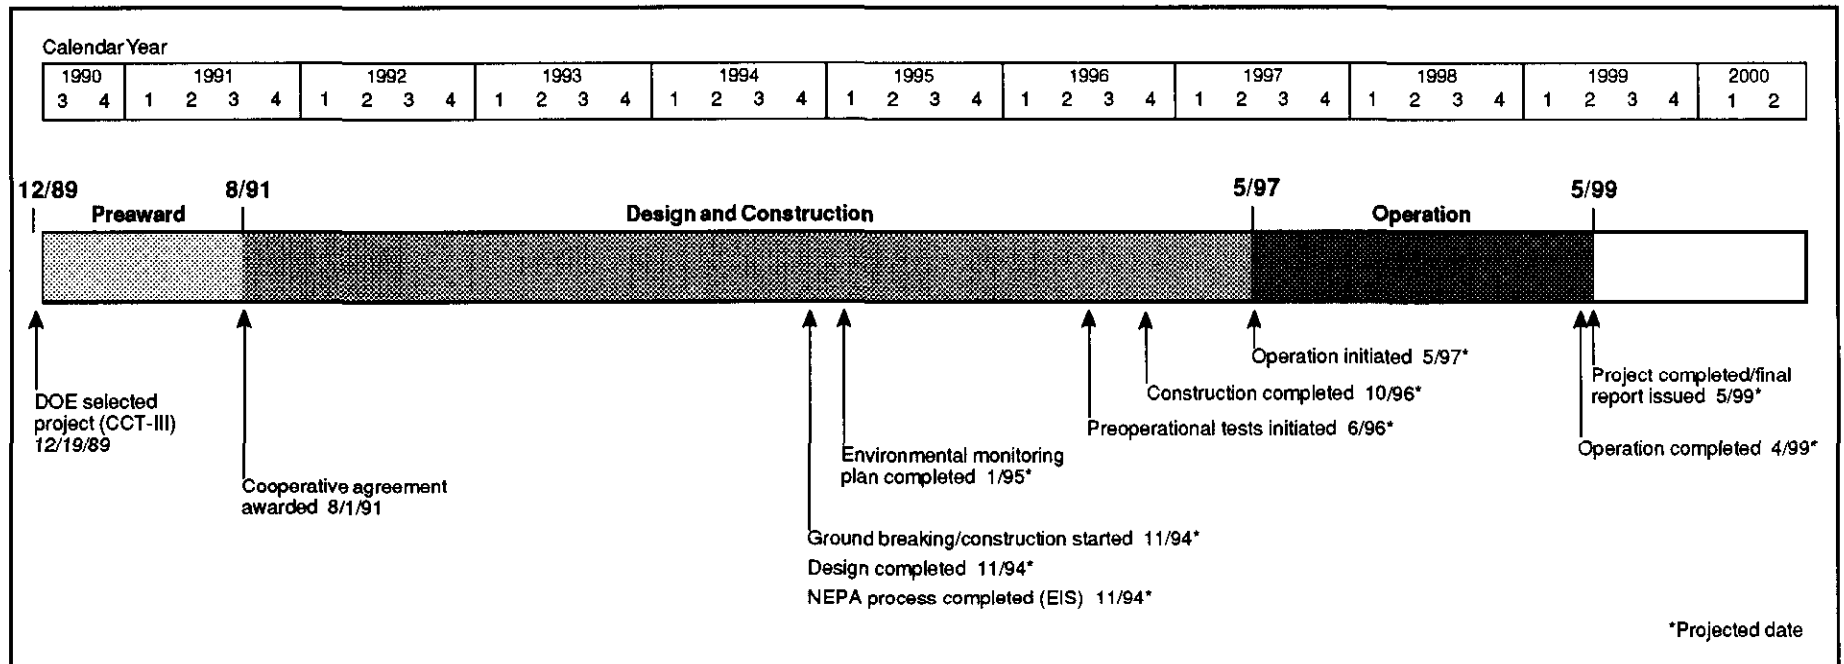 Calendar Year
1990 1991 1992 1993 1994 1995 1996 1997 1998 1999 2000
3 4 1 2 3 4 1 2 3 4 1 2 3 4 1 2 3 4 1 2 3 4 1 2 3 4 1 2 3 4 1 2 3 4 1 2 3 4 1 2
12/89 8/91 5/97 5/99
Preaward Design and Construction Operation
Operation initiated 5/97*
Project completed/final
report issued 5/99*
Construction completed 10/96*
DOE selected
project (CCT-III)
12/19/89
Preoperational tests initiated 6/96*
Operation completed 4/99*
Environmental monitoring
plan completed 1/95*
Cooperative agreement
awarded 8/1/91
Ground breaking/construction started 11/94*
Design completed 11/94*
NEPA process completed (EIS) 11/94*
*Projected date